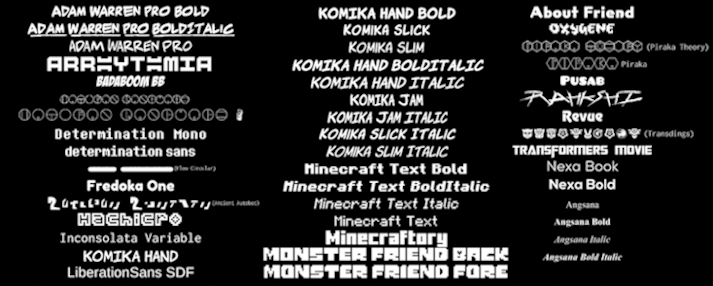 ADAM WARREN PRO BOLD
ADAM WARREN PRO BOLDITALIC
ADAM WARREN PRO
ARRHYTHMIA
BADABOOM BB
Determination Mono
determination sans
(Flow Circular)
Fredoka One
(Ancient Autobot)
HACHICRO
Inconsolata Variable
KOMIKA HAND
LiberationSans SDF
KOMIKA HAND BOLD
KOMIKA SLICK
KOMIKA SLIM
KOMIKA HAND BOLDITALIC
KOMIKA HAND ITALIC
KOMIKA JAM
KOMIKA JAM ITALIC
KOMIKA SLICK ITALIC
KOMIKA SLIM ITALIC
Minecraft Text Bold
Minecraft Text BoldItalic
Minecraft Text Italic
Minecraft Text
Minecraftory
MONSTER FRIEND BACK
MONSTER FRIEND FORE
About Friend
OXYGENE
(Piraka Theory)
Piraka
Pusab
RAHKSHI
Revue
(Transdings)
TRANSFORMERS MOVIE
Nexa Book
Nexa Bold
Angsana
Angsana Bold
Angsana Italic
Angsana Bold Italic